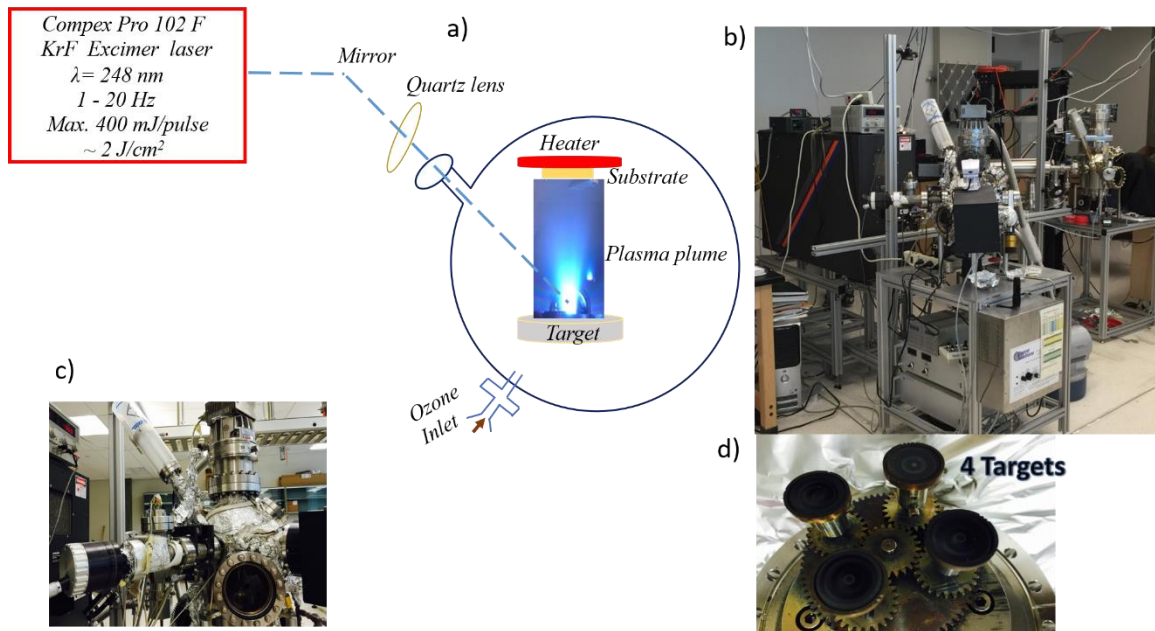 Compex Pro 102 F
KrF Excimer laser
λ= 248 nm
1 - 20 Hz
Max. 400 mJ/pulse
~ 2 J/cm²
a)
Mirror
Quartz lens
Heater
Substrate
Plasma plume
Target
Ozone
Inlet
b)
c)
d)
4 Targets